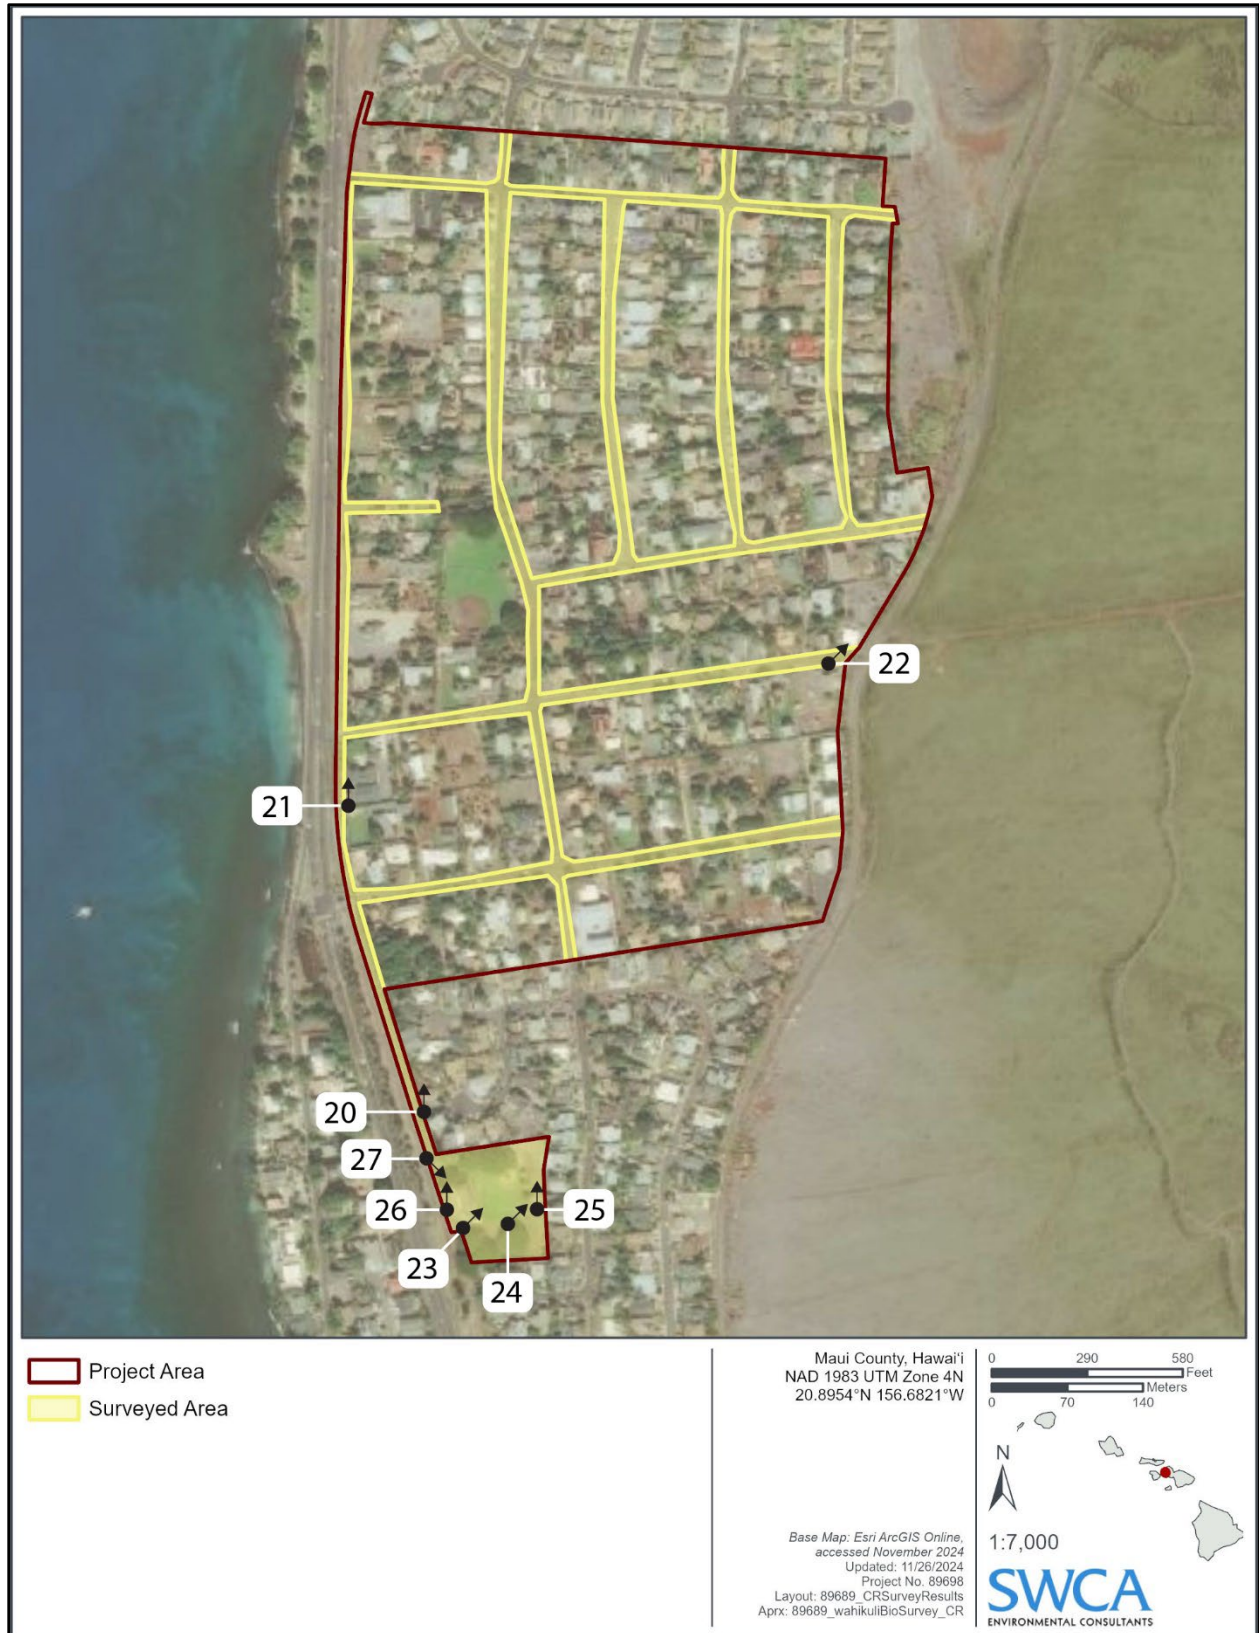 22
21
20
27
26
25
23
24
Project Area
Surveyed Area
Maui County, Hawaiʻi
NAD 1983 UTM Zone 4N
20.8954°N 156.6821°W
Base Map: Esri ArcGIS Online,
accessed November 2024
Updated: 11/26/2024
Project No. 89698
Layout: 89689_CRSurveyResults
Aprx: 89689_wahikuliBioSurvey_CR
0 290 580
Feet
Meters
0 70 140
N
1:7,000
SWCA
ENVIRONMENTAL CONSULTANTS